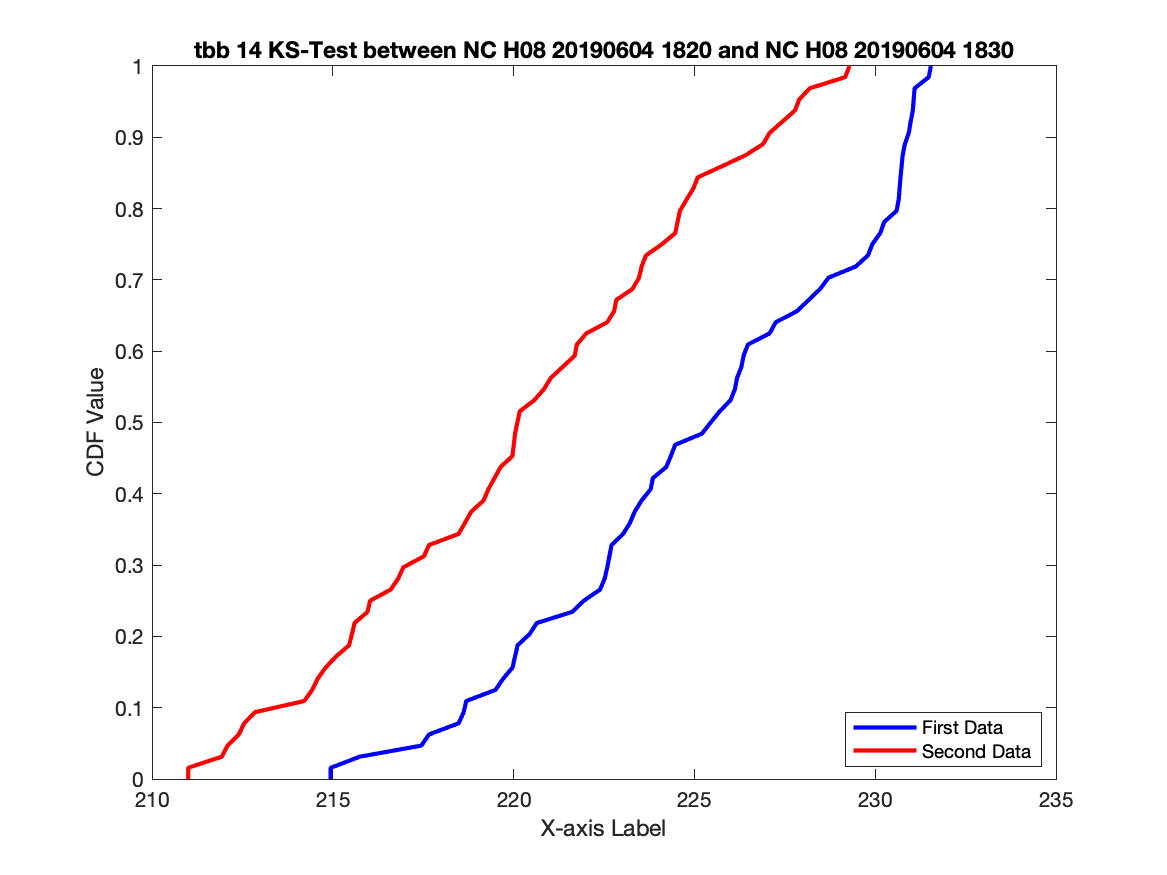 tbb 14 KS-Test between NC H08 20190604 1820 and NC H08 20190604 1830
1
0.9
0.8
0.7
0.6
0.5
0.4
0.3
0.2
0.1
0
CDF Value
First Data
Second Data
210 215 220 225 230 235
X-axis Label